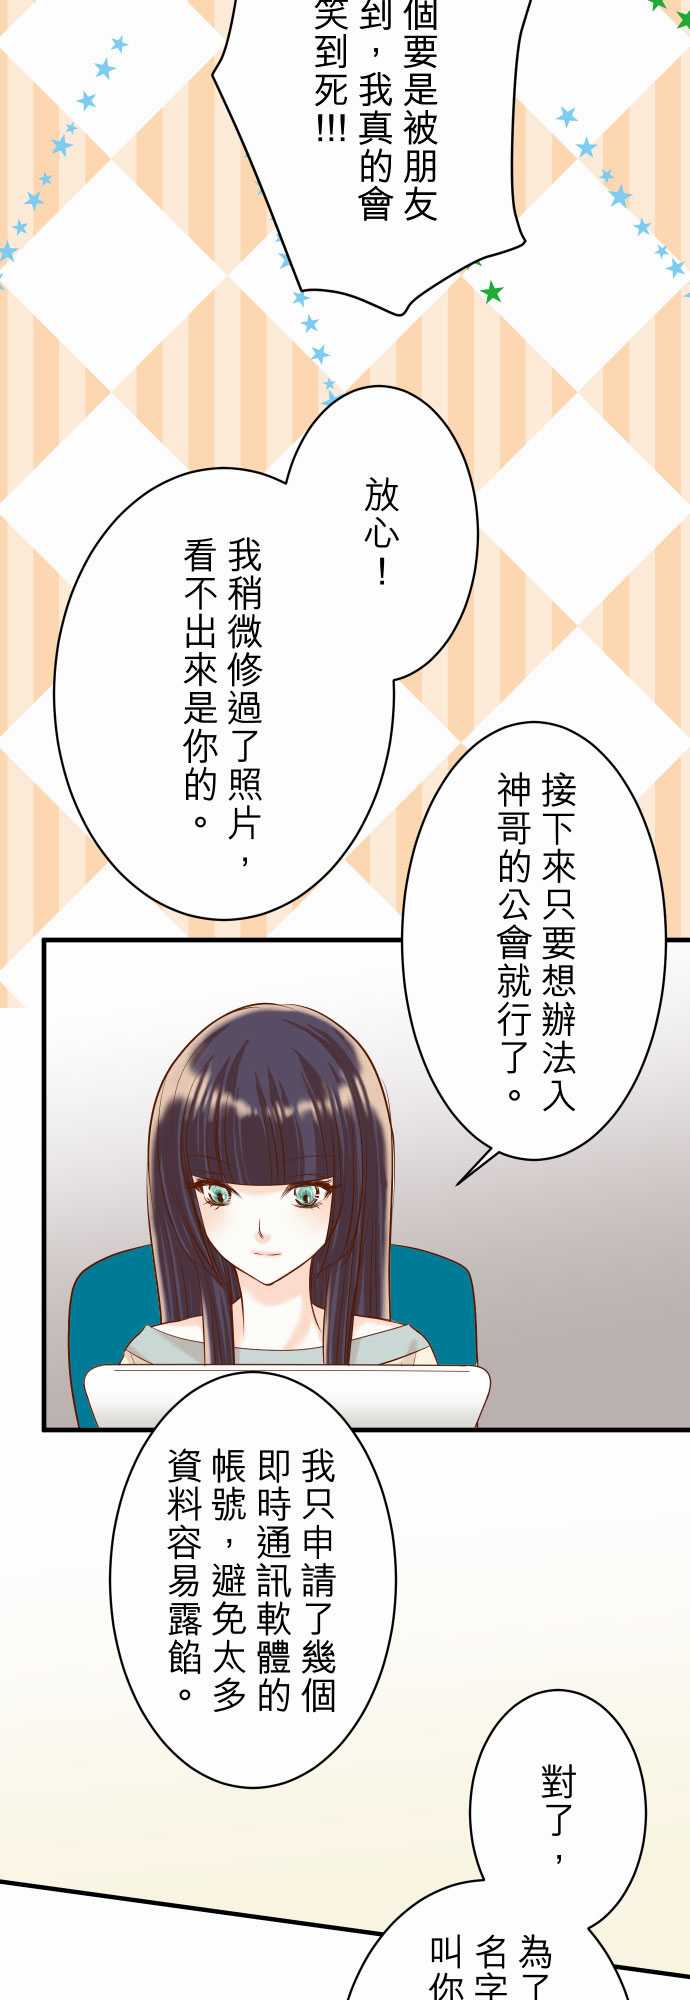 個要是被朋友
到，我真的會
笑到死!!!
放心！
我稍微修過了照片，
看不出來是你的。
接下來只要想辦法入
神哥的公會就行了。
我只申請了幾個
即時通訊軟體的
帳號，避免太多
資料容易露餡。
對了，
為了
名字
叫你